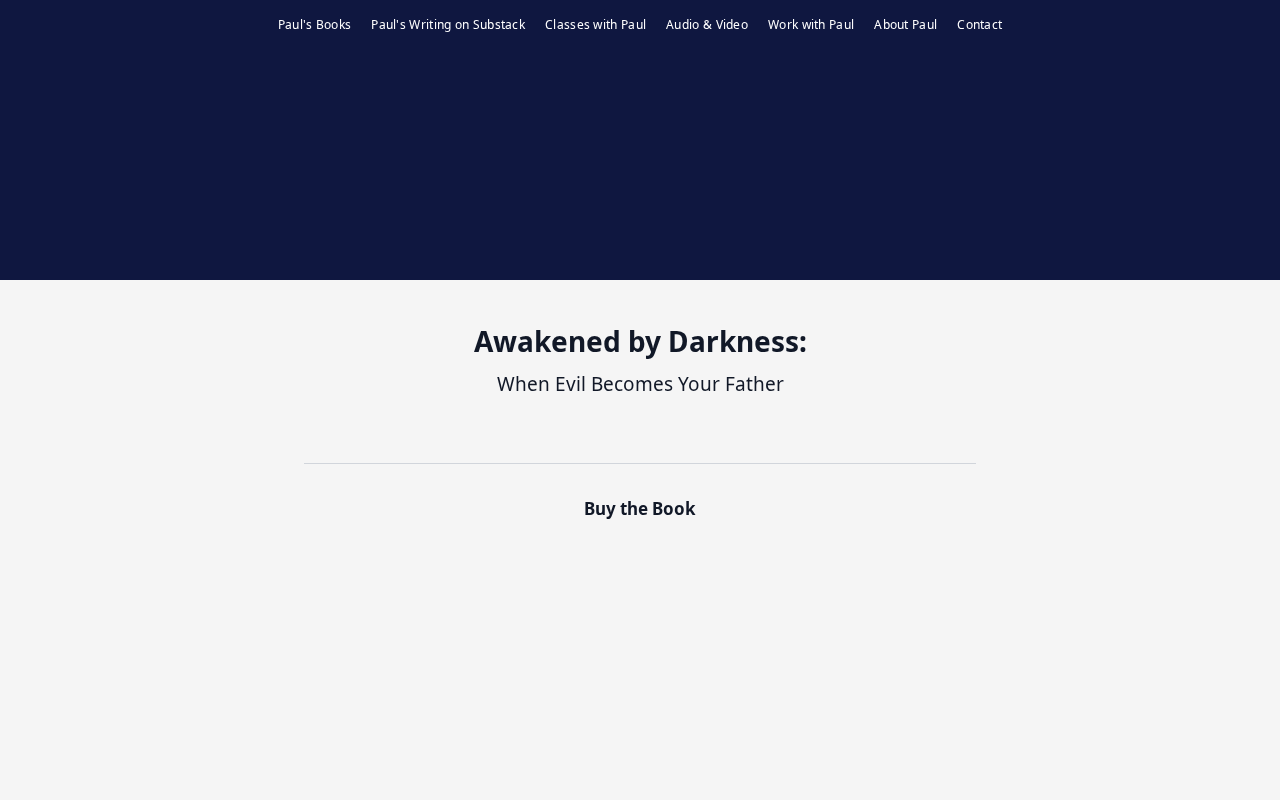 Paul's Books Paul's Writing on Substack Classes with Paul Audio & Video Work with Paul About Paul Contact
Awakened by Darkness:
When Evil Becomes Your Father
Buy the Book